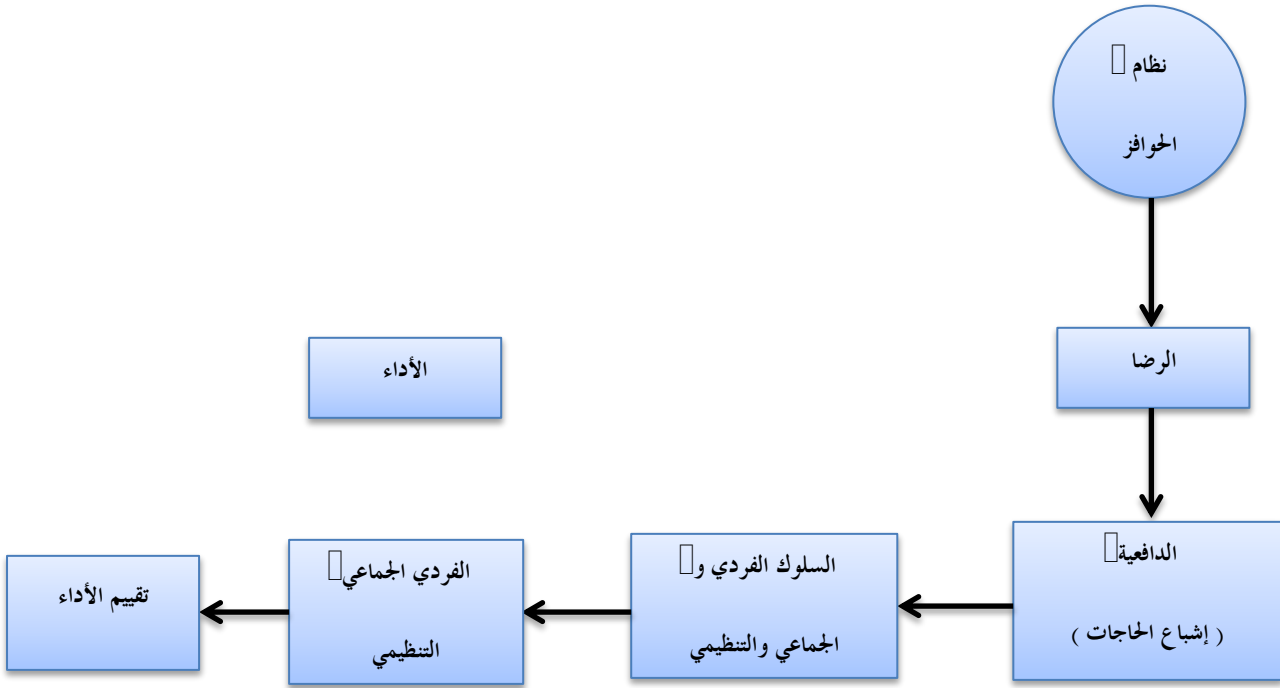 نظام
الحوافز
الرضا
الأداء
الدافعية
( إشباع الحاجات )
السلوك الفردي و
الجماعي والتنظيمي
الفردي الجماعي
التنظيمي
تقييم الأداء